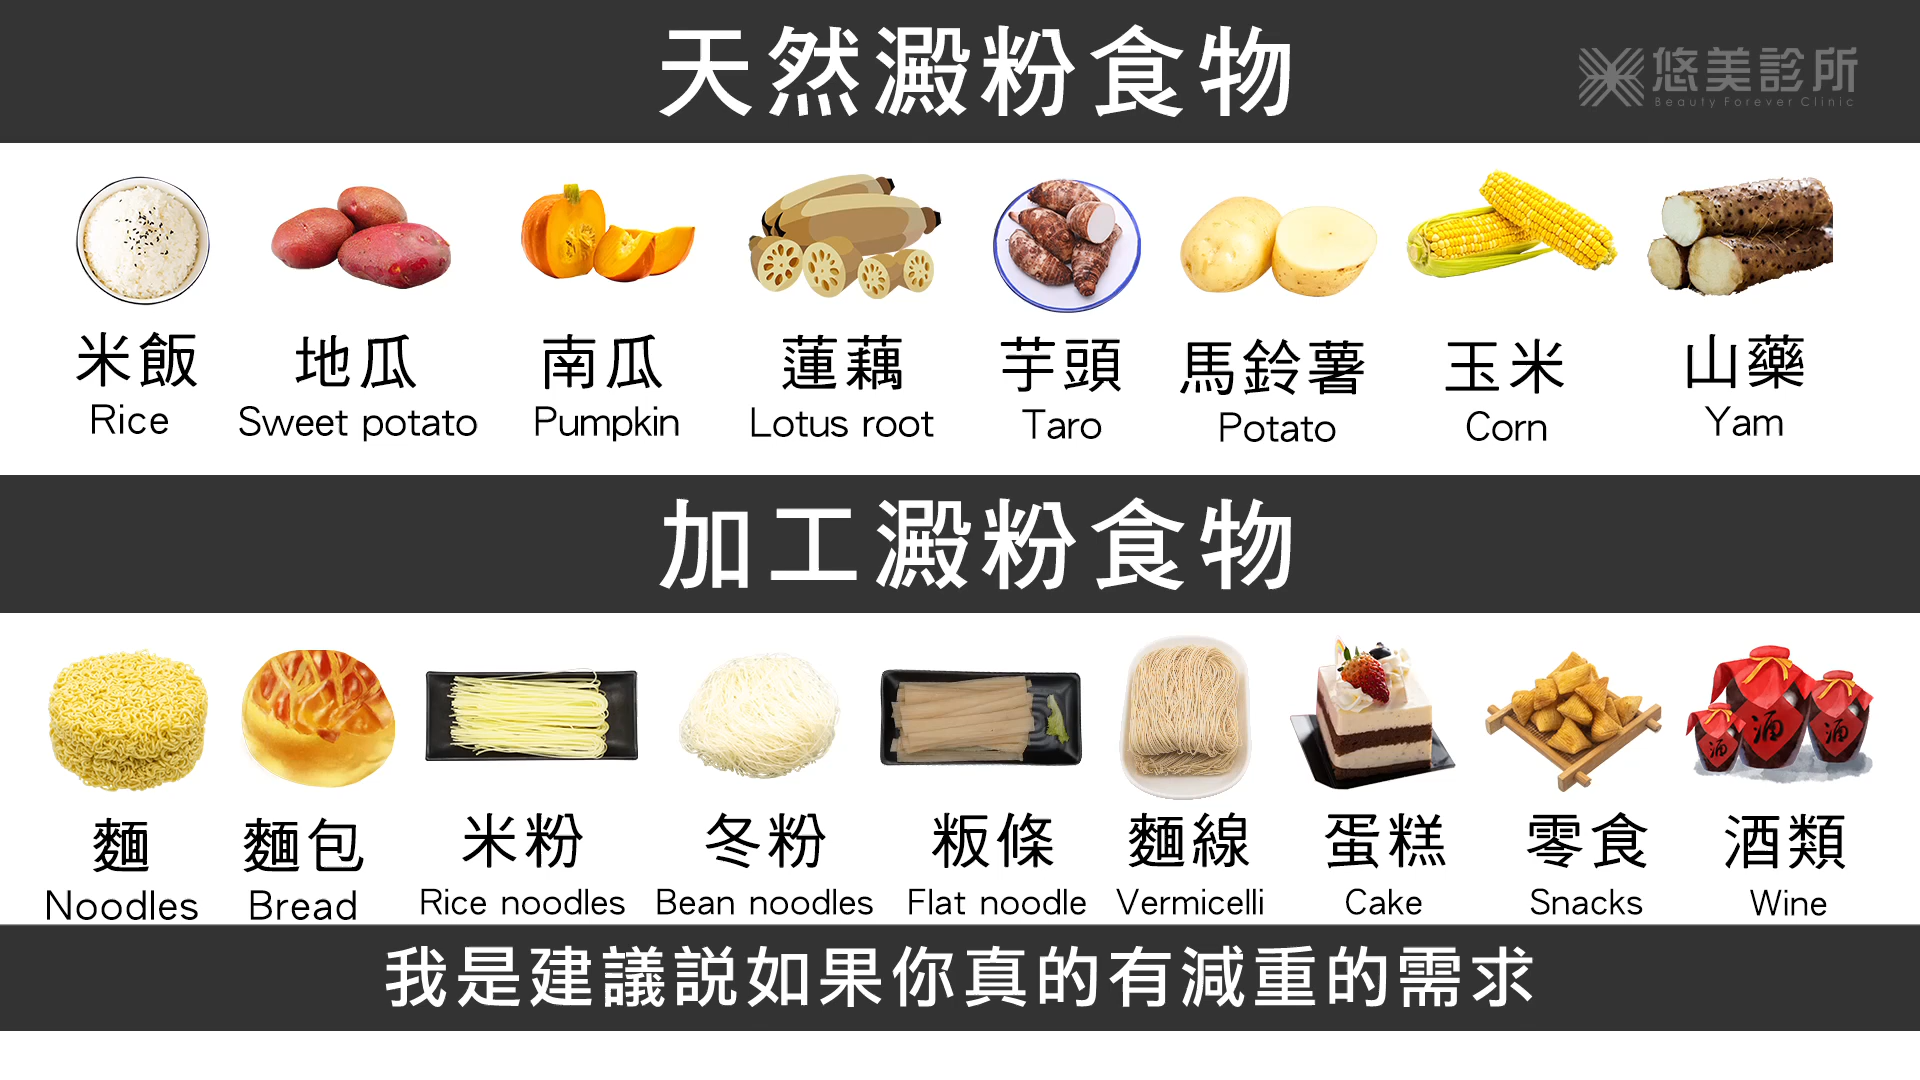 天然澱粉食物
悠美診所
Beauty Forever Clinic
米飯 地瓜 南瓜 蓮藕 芋頭 馬鈴薯 玉米 山藥
Rice Sweet potato Pumpkin Lotus root Taro Potato Corn Yam
加工澱粉食物
酒 酒 酒
麵 麵包 米粉 冬粉 粄條 麵線 蛋糕 零食 酒類
Noodles Bread Rice noodles Bean noodles Flat noodle Vermicelli Cake Snacks Wine
我是建議説如果你真的有減重的需求